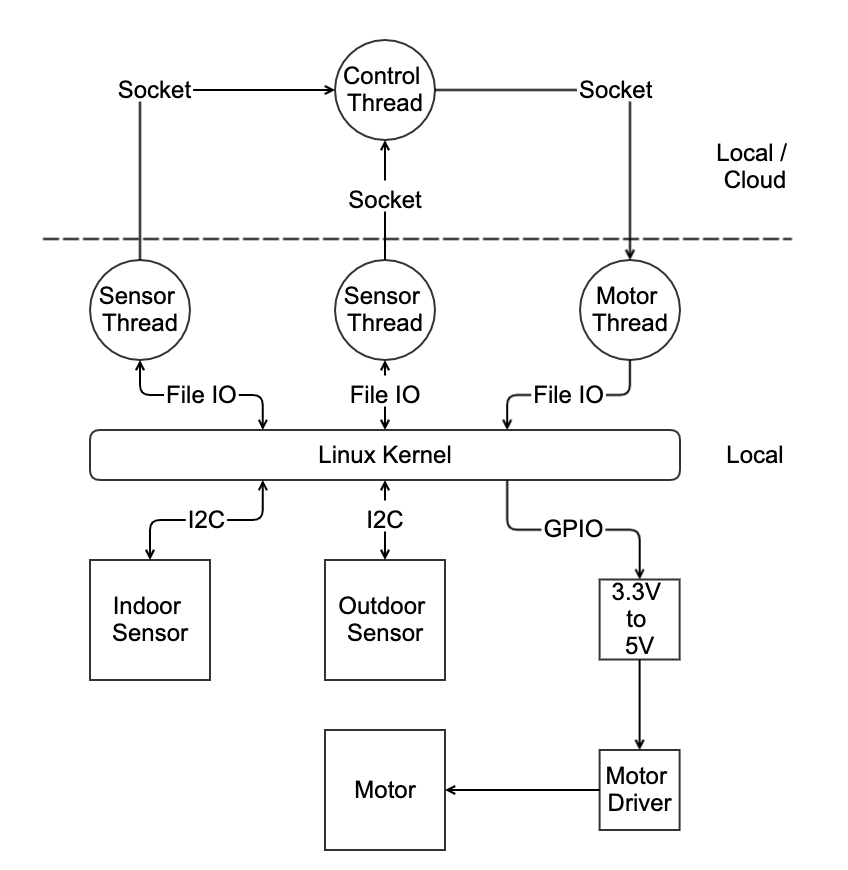 Socket
Control
Thread
Socket
Local /
Cloud
Socket
Sensor
Thread
Sensor
Thread
Motor
Thread
File IO
File IO
File IO
Linux Kernel
Local
I2C
I2C
GPIO
Indoor
Sensor
Outdoor
Sensor
3.3V
to
5V
Motor
Motor
Driver